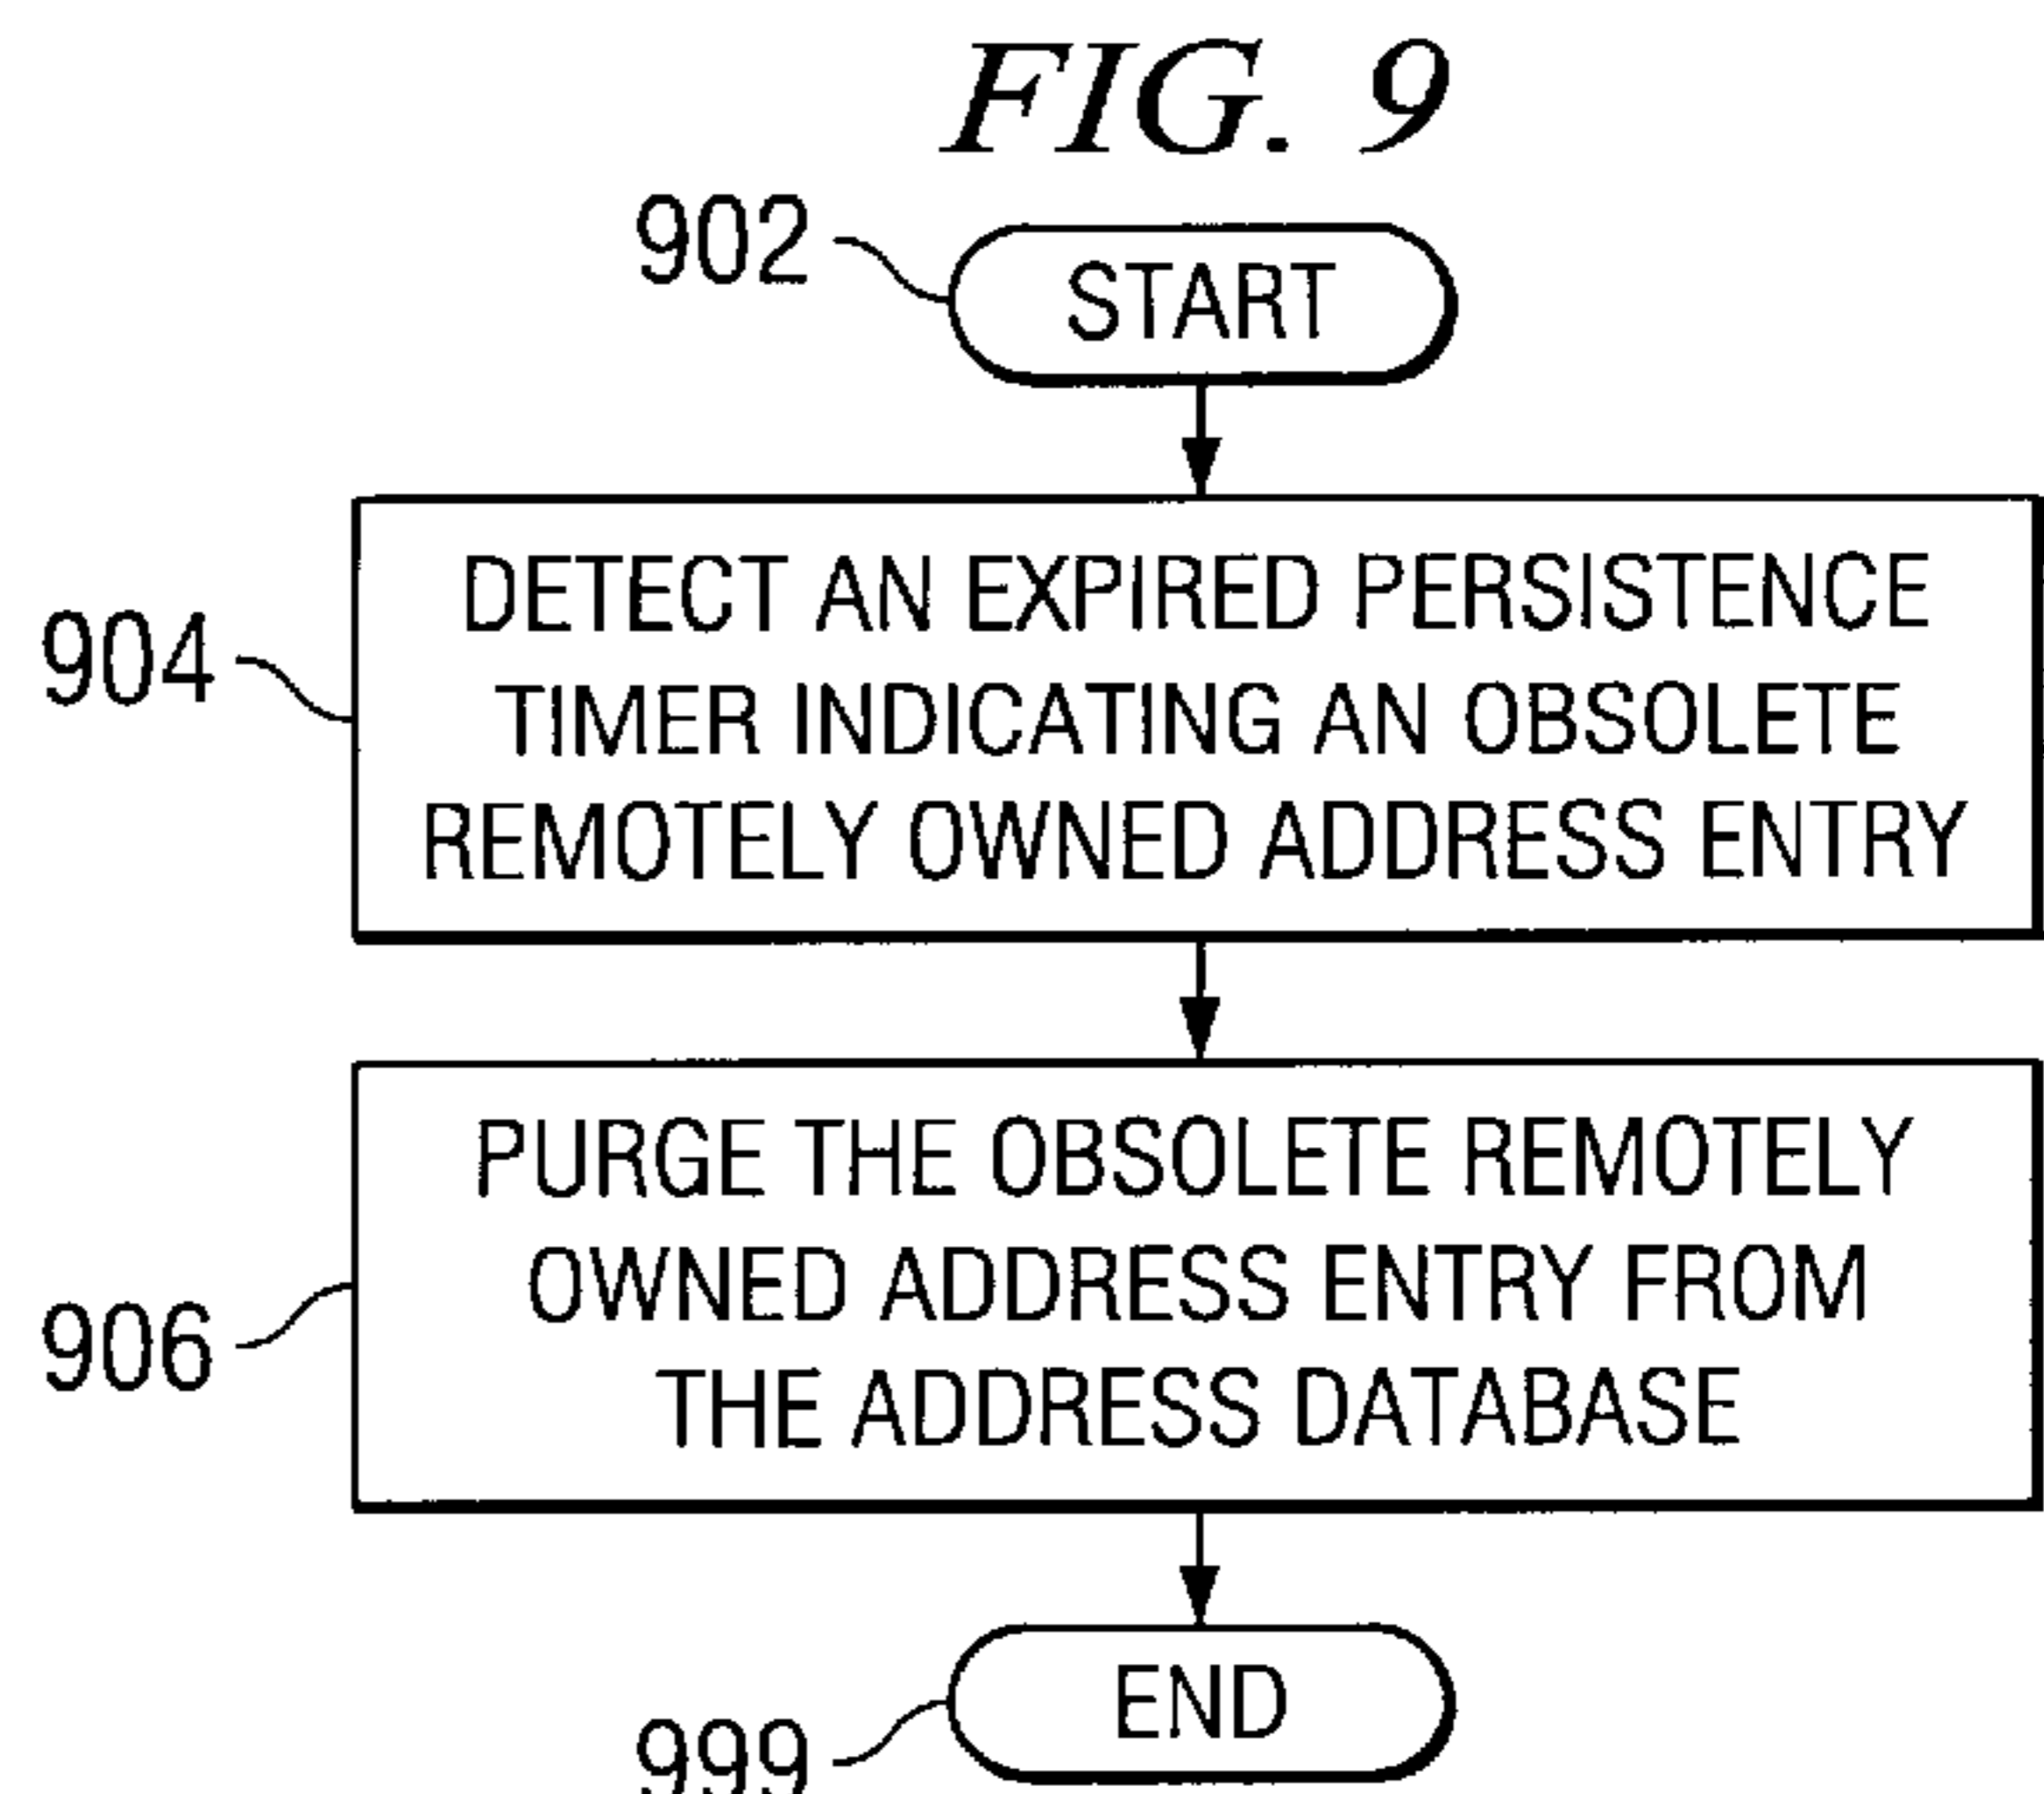 FIG. 9
902
START
904
DETECT AN EXPIRED PERSISTENCE
TIMER INDICATING AN OBSOLETE
REMOTELY OWNED ADDRESS ENTRY
906
PURGE THE OBSOLETE REMOTELY
OWNED ADDRESS ENTRY FROM
THE ADDRESS DATABASE
999
END